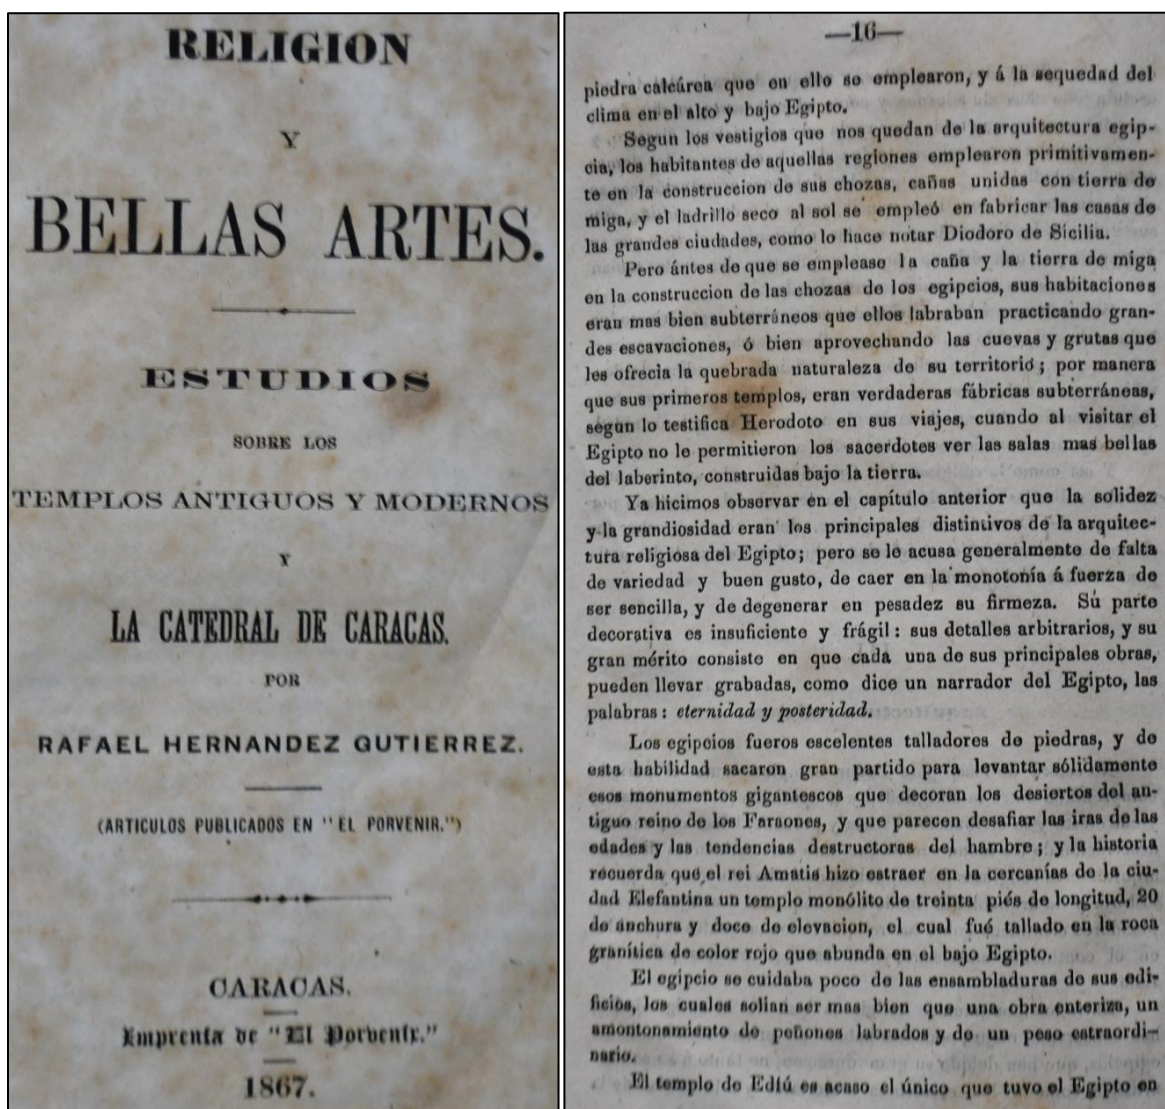 RELIGION
Y
BELLAS ARTES.
ESTUDIOS
SOBRE LOS
TEMPLOS ANTIGUOS Y MODERNOS
Y
LA CATEDRAL DE CARACAS.
POR
RAFAEL HERNANDEZ GUTIERREZ.
(ARTICULOS PUBLICADOS EN "EL PORVENIR.")
CARACAS.
Imprenta de "El Porvenir."
1867.
—16—
piedra calcárea que en ello se emplearon, y á la sequedad del
clima en el alto y bajo Egipto.
Segun los vestigios que nos quedan de la arquitectura egip-
cia, los habitantes de aquellas regiones emplearon primitivamen-
te en la construccion de sus chozas, cañas unidas con tierra de
miga, y el ladrillo seco al sol se empleó en fabricar las casas de
las grandes ciudades, como lo hace notar Diodoro de Sicilia.
Pero ántes de que se emplease la caña y la tierra de miga
en la construccion de las chozas de los egipcios, sus habitaciones
eran mas bien subterráneos que ellos labraban practicando gran-
des escavaciones, ó bien aprovechando las cuevas y grutas que
les ofrecia la quebrada naturaleza de su territorio; por manera
que sus primeros templos, eran verdaderas fábricas subterráneas,
segun lo testifica Herodoto en sus viajes, cuando al visitar el
Egipto no le permitieron los sacerdotes ver las salas mas bellas
del laberinto, construidas bajo la tierra.
Ya hicimos observar en el capítulo anterior que la solidez
y la grandiosidad eran los principales distintivos de la arquitec-
tura religiosa del Egipto; pero se le acusa generalmente de falta
de variedad y buen gusto, de caer en la monotonía á fuerza de
ser sencilla, y de degenerar en pesadez su firmeza. Sú parte
decorativa es insuficiente y frágil: sus detalles arbitrarios, y su
gran mérito consiste en que cada una de sus principales obras,
pueden llevar grabadas, como dice un narrador del Egipto, las
palabras: eternidad y posteridad.
Los egipcios fueros escelentes talladores de piedras, y de
esta habilidad sacaron gran partido para levantar sólidamente
esos monumentos gigantescos que decoran los desiertos del an-
tiguo reino de los Faraones, y que parecen desafiar las iras de las
edades y las tendencias destructoras del hambre; y la historia
recuerda que el rei Amatis hizo estraer en la cercanías de la ciu-
dad Elefantina un templo monólito de treinta piés de longitud, 20
de anchura y doce de elevacion, el cual fué tallado en la roca
granítica de color rojo que abunda en el bajo Egipto.
El egipcio se cuidaba poco de las ensambladuras de sus edi-
ficios, los cuales solian ser mas bien que una obra enteriza, un
amontonamiento de peñones labrados y de un peso estraordi-
nario.
El templo de Edfú es acaso el único que tuvo el Egipto en